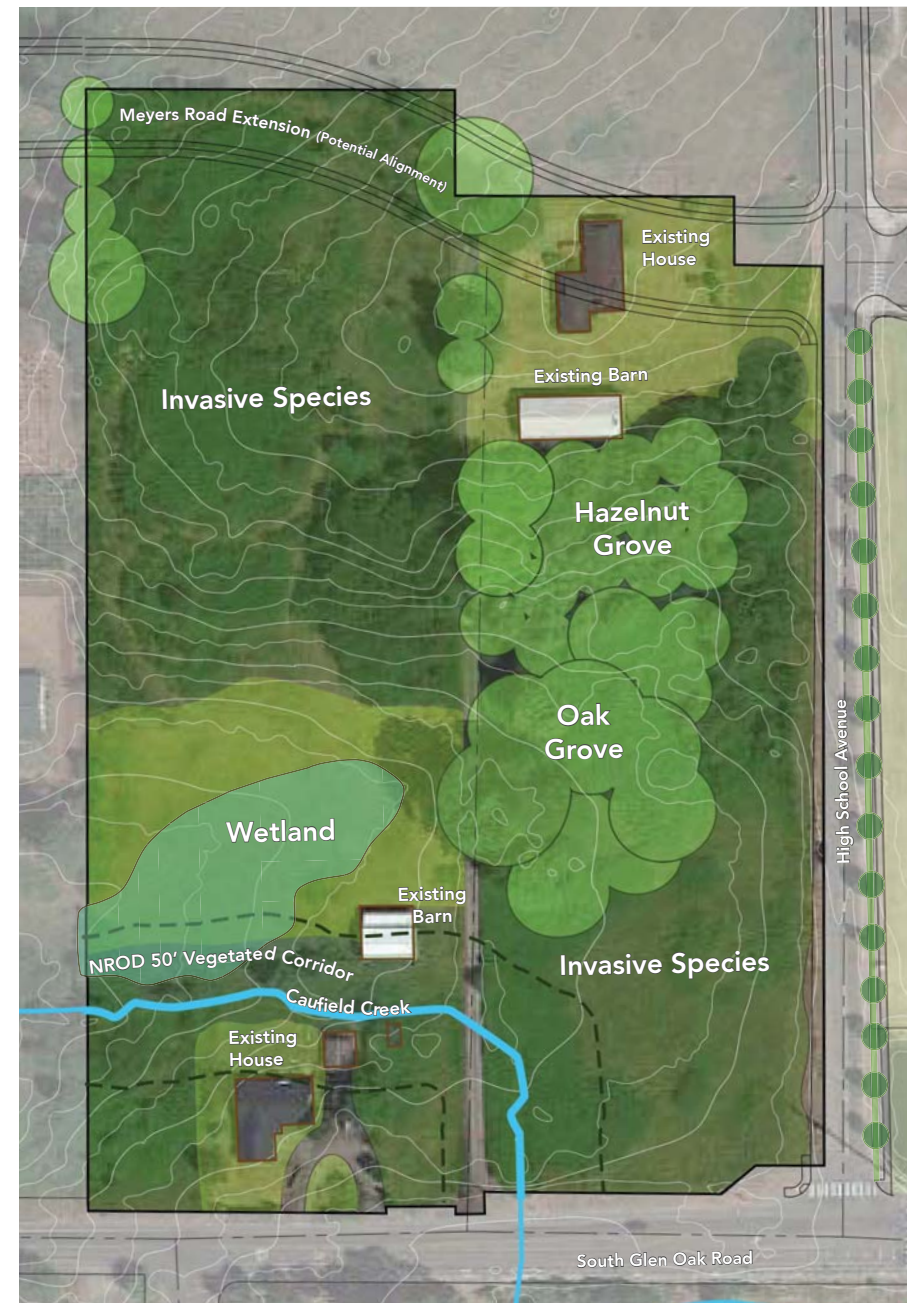 Meyers Road Extension (Potential Alignment)
Existing
House
Existing Barn
Invasive Species
Hazelnut
Grove
Oak
Grove
High School Avenue
Wetland
Existing
Barn
NROD 50' Vegetated Corridor
Invasive Species
Caufield Creek
Existing
House
South Glen Oak Road